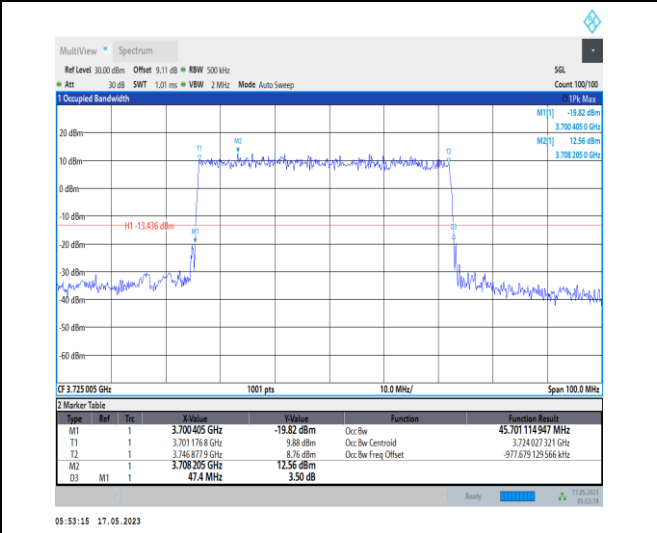 MultiView Spectrum
Ref Level 30.00 dBm Offset 9.11 dB RBW 500 kHz SGL
Att 30 dB SWT 1.01 ms VBW 2 MHz Mode Auto Sweep Count 100/100
1 Occupied Bandwidth 1Pk Max
M1[1] -19.82 dBm
3.700 405 0 GHz
M2[1] 12.56 dBm
3.708 205 0 GHz
20 dBm
M2
T1
T2
10 dBm
0 dBm
-10 dBm
H1 -13.436 dBm
M1
D3
-20 dBm
-30 dBm
-40 dBm
-50 dBm
-60 dBm
CF 3.725 005 GHz 1001 pts 10.0 MHz/ Span 100.0 MHz
2 Marker Table
Type Ref Trc X-Value Y-Value Function Function Result
M1 1 3.700 405 GHz -19.82 dBm Occ Bw 45.701 114 947 MHz
T1 1 3.701 176 8 GHz 9.88 dBm Occ Bw Centroid 3.724 027 321 GHz
T2 1 3.746 877 9 GHz 8.76 dBm Occ Bw Freq Offset -977.679 129 566 kHz
M2 1 3.708 205 GHz 12.56 dBm
D3 M1 1 47.4 MHz 3.50 dB
Ready 17.05.2023
05:53:14
05:53:15 17.05.2023